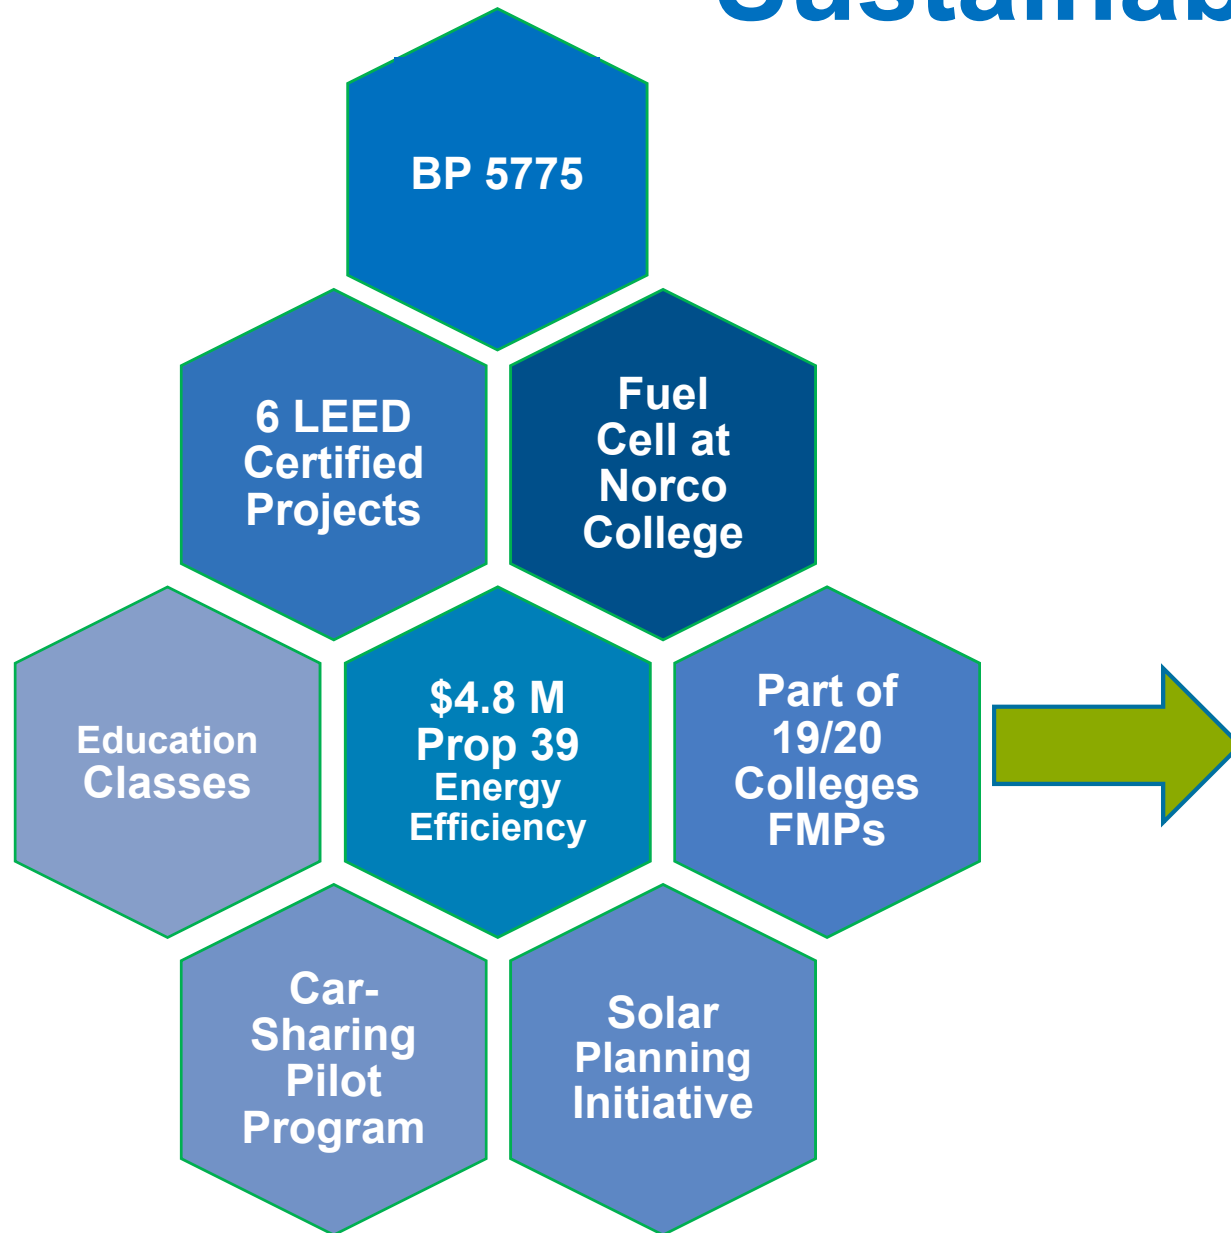 BP 5775
6 LEED
Certified
Projects
Fuel
Cell at
Norco
College
Education
Classes
$4.8 M
Prop 39
Energy
Efficiency
Part of
19/20
Colleges
FMPs
Car-
Sharing
Pilot
Program
Solar
Planning
Initiative